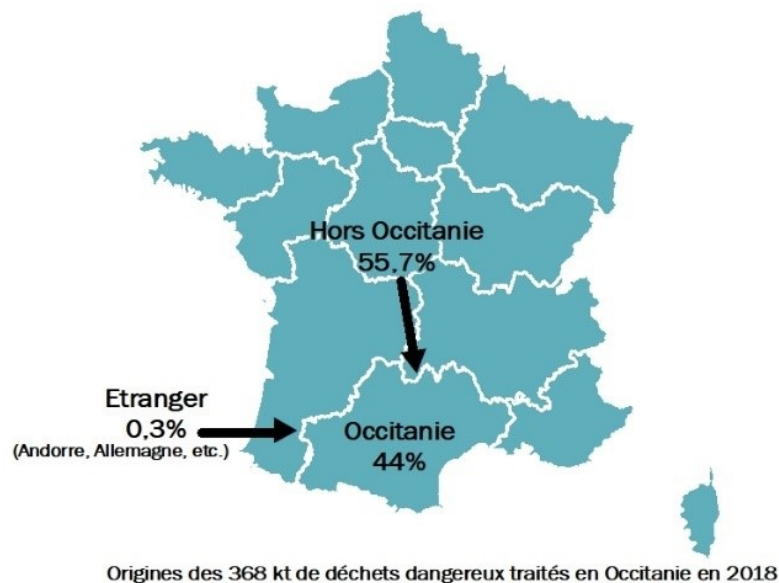 Hors Occitanie
55,7%
Etranger
0,3%
(Andorre, Allemagne, etc.)
Occitanie
44%
Origines des 368 kt de déchets dangereux traités en Occitanie en 2018